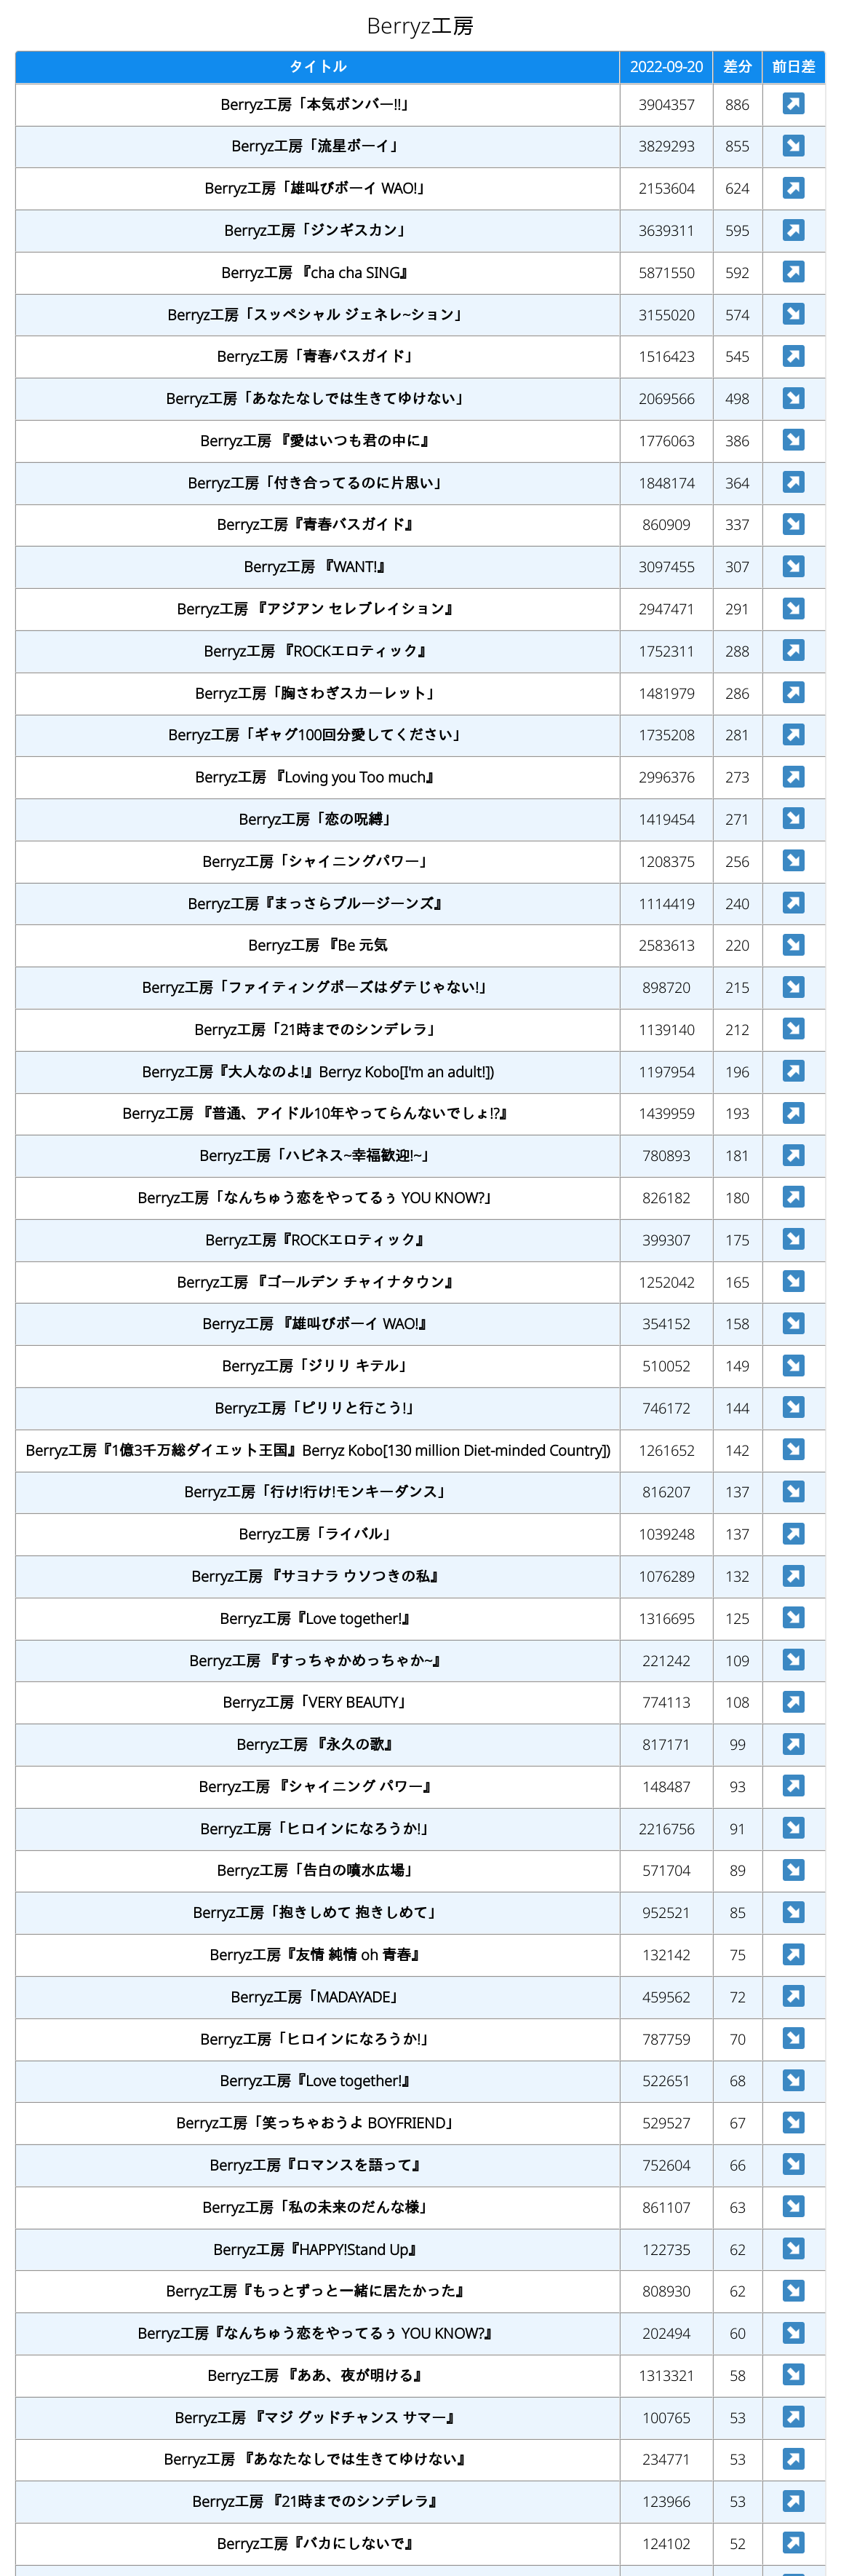 Berryz工房
タイトル 2022-09-20 差分 前日差
Berryz工房「本気ボンバー!!」 3904357 886
Berryz工房「流星ボーイ」 3829293 855
Berryz工房「雄叫びボーイ WAO!」 2153604 624
Berryz工房「ジンギスカン」 3639311 595
Berryz工房 『cha cha SING』 5871550 592
Berryz工房「スッペシャル ジェネレ~ション」 3155020 574
Berryz工房「青春バスガイド」 1516423 545
Berryz工房「あなたなしでは生きてゆけない」 2069566 498
Berryz工房 『愛はいつも君の中に』 1776063 386
Berryz工房「付き合ってるのに片思い」 1848174 364
Berryz工房『青春バスガイド』 860909 337
Berryz工房 『WANT!』 3097455 307
Berryz工房 『アジアン セレブレイション』 2947471 291
Berryz工房 『ROCKエロティック』 1752311 288
Berryz工房「胸さわぎスカーレット」 1481979 286
Berryz工房「ギャグ100回分愛してください」 1735208 281
Berryz工房 『Loving you Too much』 2996376 273
Berryz工房「恋の呪縛」 1419454 271
Berryz工房「シャイニングパワー」 1208375 256
Berryz工房『まっさらブルージーンズ』 1114419 240
Berryz工房 『Be 元気 2583613 220
Berryz工房「ファイティングポーズはダテじゃない!」 898720 215
Berryz工房「21時までのシンデレラ」 1139140 212
Berryz工房『大人なのよ!』Berryz Kobo[I'm an adult!]) 1197954 196
Berryz工房 『普通、アイドル10年やってらんないでしょ!?』 1439959 193
Berryz工房「ハピネス~幸福歓迎!~」 780893 181
Berryz工房「なんちゅう恋をやってるぅ YOU KNOW?」 826182 180
Berryz工房『ROCKエロティック』 399307 175
Berryz工房 『ゴールデン チャイナタウン』 1252042 165
Berryz工房 『雄叫びボーイ WAO!』 354152 158
Berryz工房「ジリリ キテル」 510052 149
Berryz工房「ピリリと行こう!」 746172 144
Berryz工房『1億3千万総ダイエット王国』Berryz Kobo[130 million Diet-minded Country]) 1261652 142
Berryz工房「行け!行け!モンキーダンス」 816207 137
Berryz工房「ライバル」 1039248 137
Berryz工房 『サヨナラ ウソつきの私』 1076289 132
Berryz工房『Love together!』 1316695 125
Berryz工房 『すっちゃかめっちゃか~』 221242 109
Berryz工房「VERY BEAUTY」 774113 108
Berryz工房 『永久の歌』 817171 99
Berryz工房 『シャイニング パワー』 148487 93
Berryz工房「ヒロインになろうか!」 2216756 91
Berryz工房「告白の噴水広場」 571704 89
Berryz工房「抱きしめて 抱きしめて」 952521 85
Berryz工房『友情 純情 oh 青春』 132142 75
Berryz工房「MADAYADE」 459562 72
Berryz工房「ヒロインになろうか!」 787759 70
Berryz工房『Love together!』 522651 68
Berryz工房「笑っちゃおうよ BOYFRIEND」 529527 67
Berryz工房『ロマンスを語って』 752604 66
Berryz工房「私の未来のだんな様」 861107 63
Berryz工房『HAPPY!Stand Up』 122735 62
Berryz工房『もっとずっと一緒に居たかった』 808930 62
Berryz工房『なんちゅう恋をやってるぅ YOU KNOW?』 202494 60
Berryz工房 『ああ、夜が明ける』 1313321 58
Berryz工房 『マジ グッドチャンス サマー』 100765 53
Berryz工房 『あなたなしでは生きてゆけない』 234771 53
Berryz工房 『21時までのシンデレラ』 123966 53
Berryz工房『バカにしないで』 124102 52